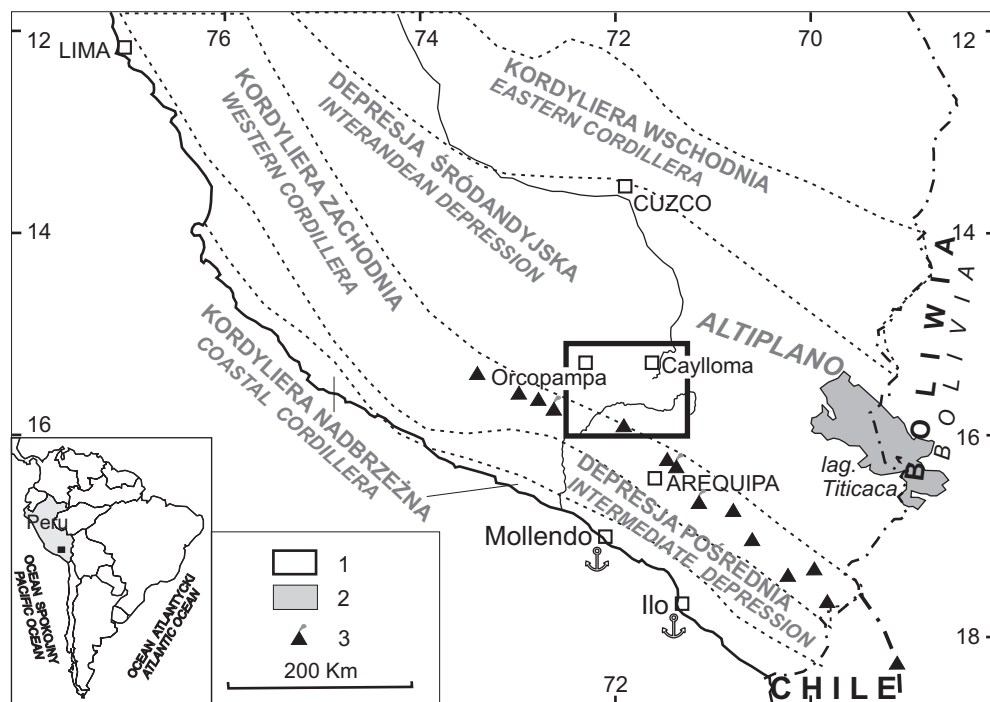 12
76
74
72
70
12
LIMA
KORDYLIERA ZACHODNIA
WESTERN CORDILLERA
DEPRESJA ŚRÓDANDYJSKA
INTERANDEAN DEPRESSION
KORDYLIERA WSCHODNIA
EASTERN CORDILLERA
CUZCO
14
14
KORDYLIERA NADBRZEŻNA
COASTAL CORDILLERA
ALTIPLANO
BOLIWIA
BOLIVIA
Orcopampa
Caylloma
16
16
lag.
Titicaca
AREQUIPA
DEPRESJA POŚREDNIA
INTERMEDIATE DEPRESSION
Mollendo
Ilo
18
72
CHILE
Peru
OCEAN SPOKOJNY
PACIFIC OCEAN
OCEAN ATLANTYCKI
ATLANTIC OCEAN
1
2
3
200 Km